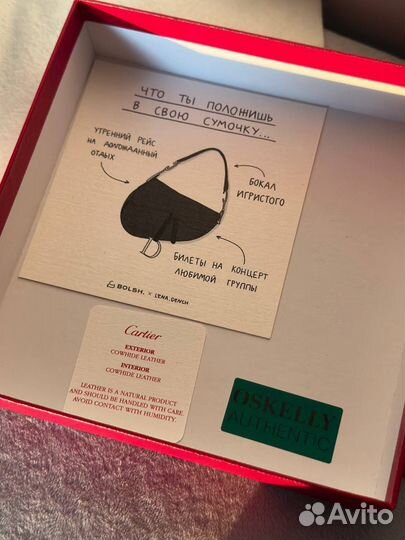 ЧТО ТЫ ПОЛОЖИШЬ
В СВОЮ СУМОЧКУ...
УТРЕННИЙ РЕЙС
НА ДОЛГОЖДАННЫЙ
ОТДЫХ
БОКАЛ
ИГРИСТОГО
БИЛЕТЫ НА КОНЦЕРТ
ЛЮБИМОЙ ГРУППЫ
D
BOLSH. × LENA.DENCH
Cartier
EXTERIOR
COWHIDE LEATHER
INTERIOR
COWHIDE LEATHER
LEATHER IS A NATURAL PRODUCT
AND SHOULD BE HANDLED WITH CARE
AVOID CONTACT WITH HUMIDITY.
OSKELLY
AUTHENTIC
Avito